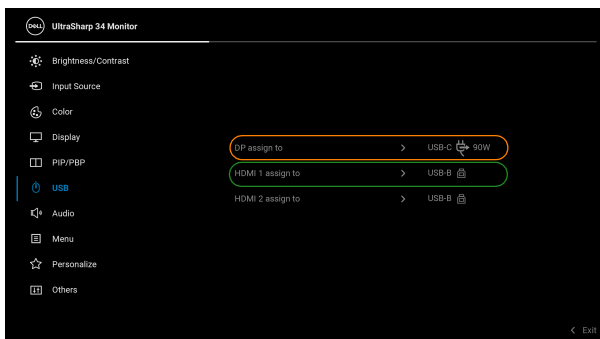 DELL UltraSharp 34 Monitor
Brightness/Contrast
Input Source
Color
Display
DP assign to > USB-C 90W
PIP/PBP
HDMI 1 assign to > USB-B
USB
HDMI 2 assign to > USB-B
Audio
Menu
Personalize
Others
< Exit